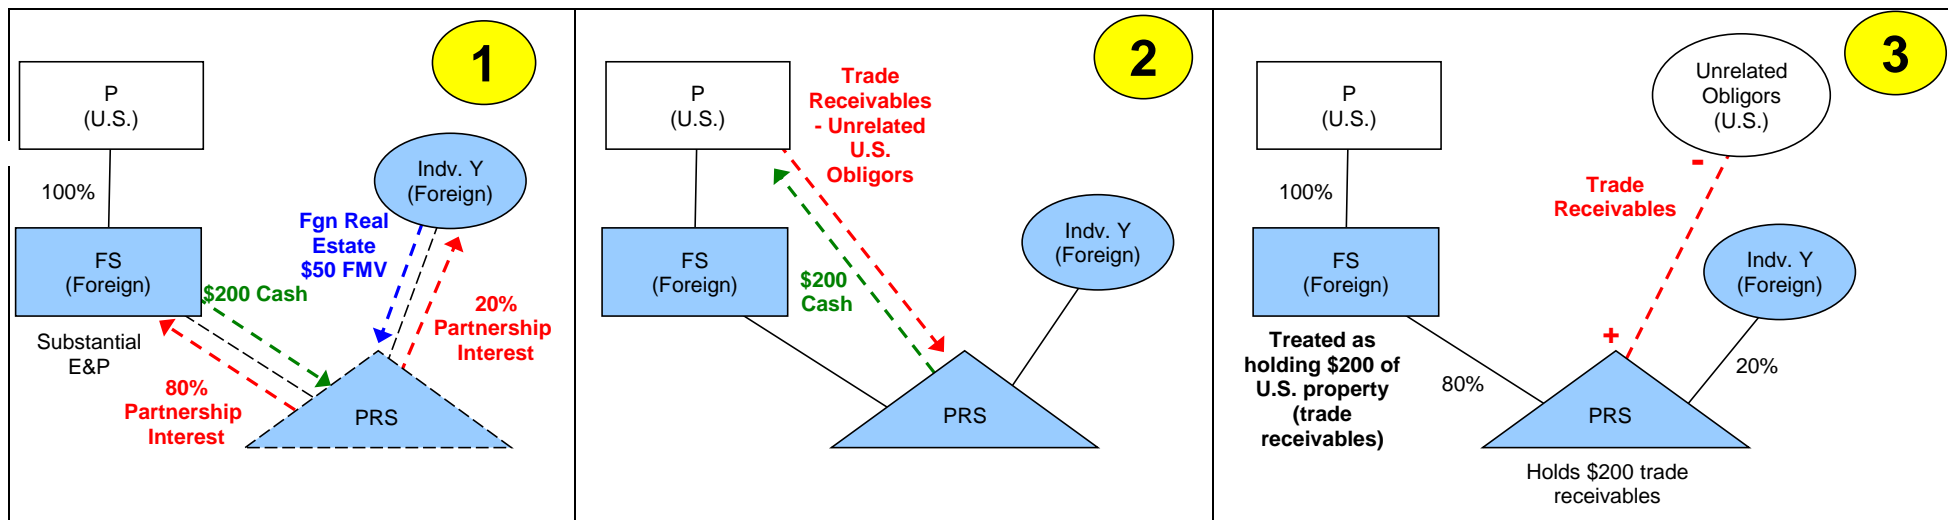 1
P
(U.S.)
100%
Indv. Y
(Foreign)
Fgn Real
Estate
$50 FMV
FS
(Foreign)
$200 Cash
20%
Partnership
Interest
Substantial
E&P
80%
Partnership
Interest
PRS
2
P
(U.S.)
Trade
Receivables
- Unrelated
U.S.
Obligors
Indv. Y
(Foreign)
FS
(Foreign)
$200
Cash
PRS
3
P
(U.S.)
Unrelated
Obligors
(U.S.)
-
100%
Trade
Receivables
FS
(Foreign)
Indv. Y
(Foreign)
+
Treated as
holding $200 of
U.S. property
(trade
receivables)
80%
20%
PRS
Holds $200 trade
receivables